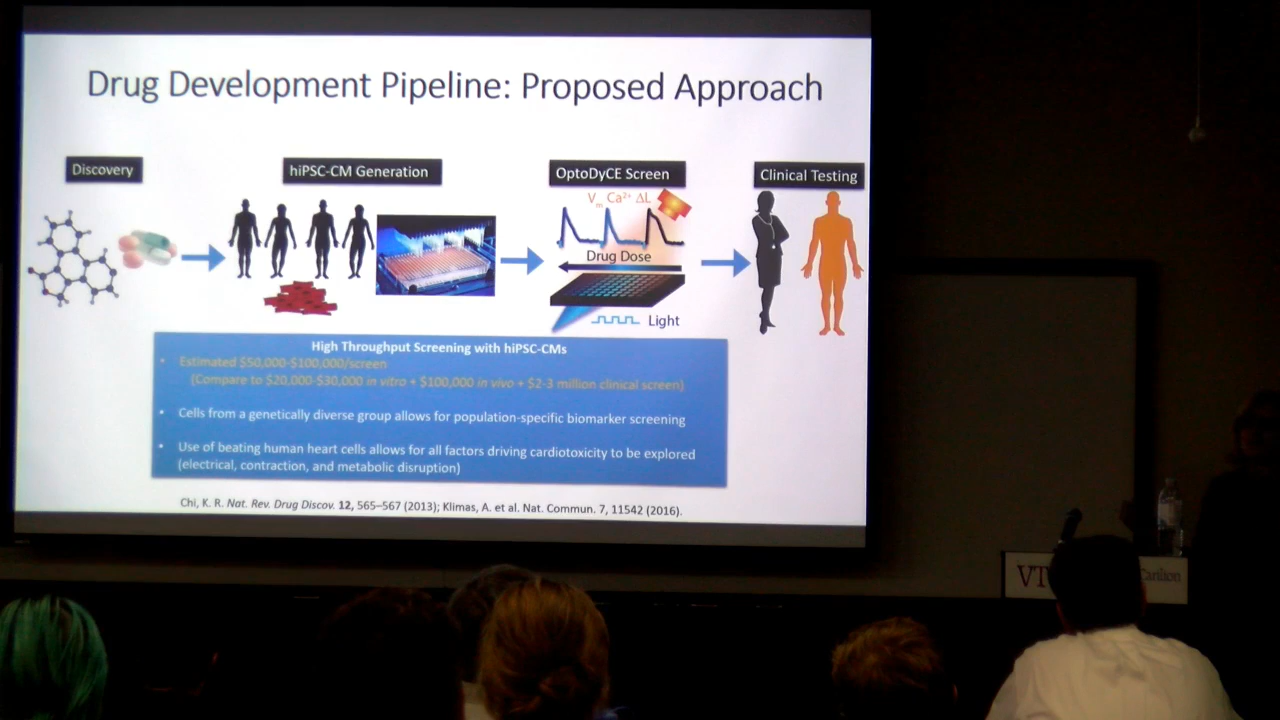 Drug Development Pipeline: Proposed Approach
Discovery
hiPSC-CM Generation
OptoDyCE Screen
Clinical Testing
Vm Ca²⁺ ΔL
Drug Dose
Light
High Throughput Screening with hiPSC-CMs
• Estimated $50,000-$100,000/screen
(Compare to $20,000-$30,000 in vitro + $100,000 in vivo + $2-3 million clinical screen)
• Cells from a genetically diverse group allows for population-specific biomarker screening
• Use of beating human heart cells allows for all factors driving cardiotoxicity to be explored
(electrical, contraction, and metabolic disruption)
Chi, K. R. Nat. Rev. Drug Discov. 12, 565–567 (2013); Klimas, A. et al. Nat. Commun. 7, 11542 (2016).
VT
Carilion